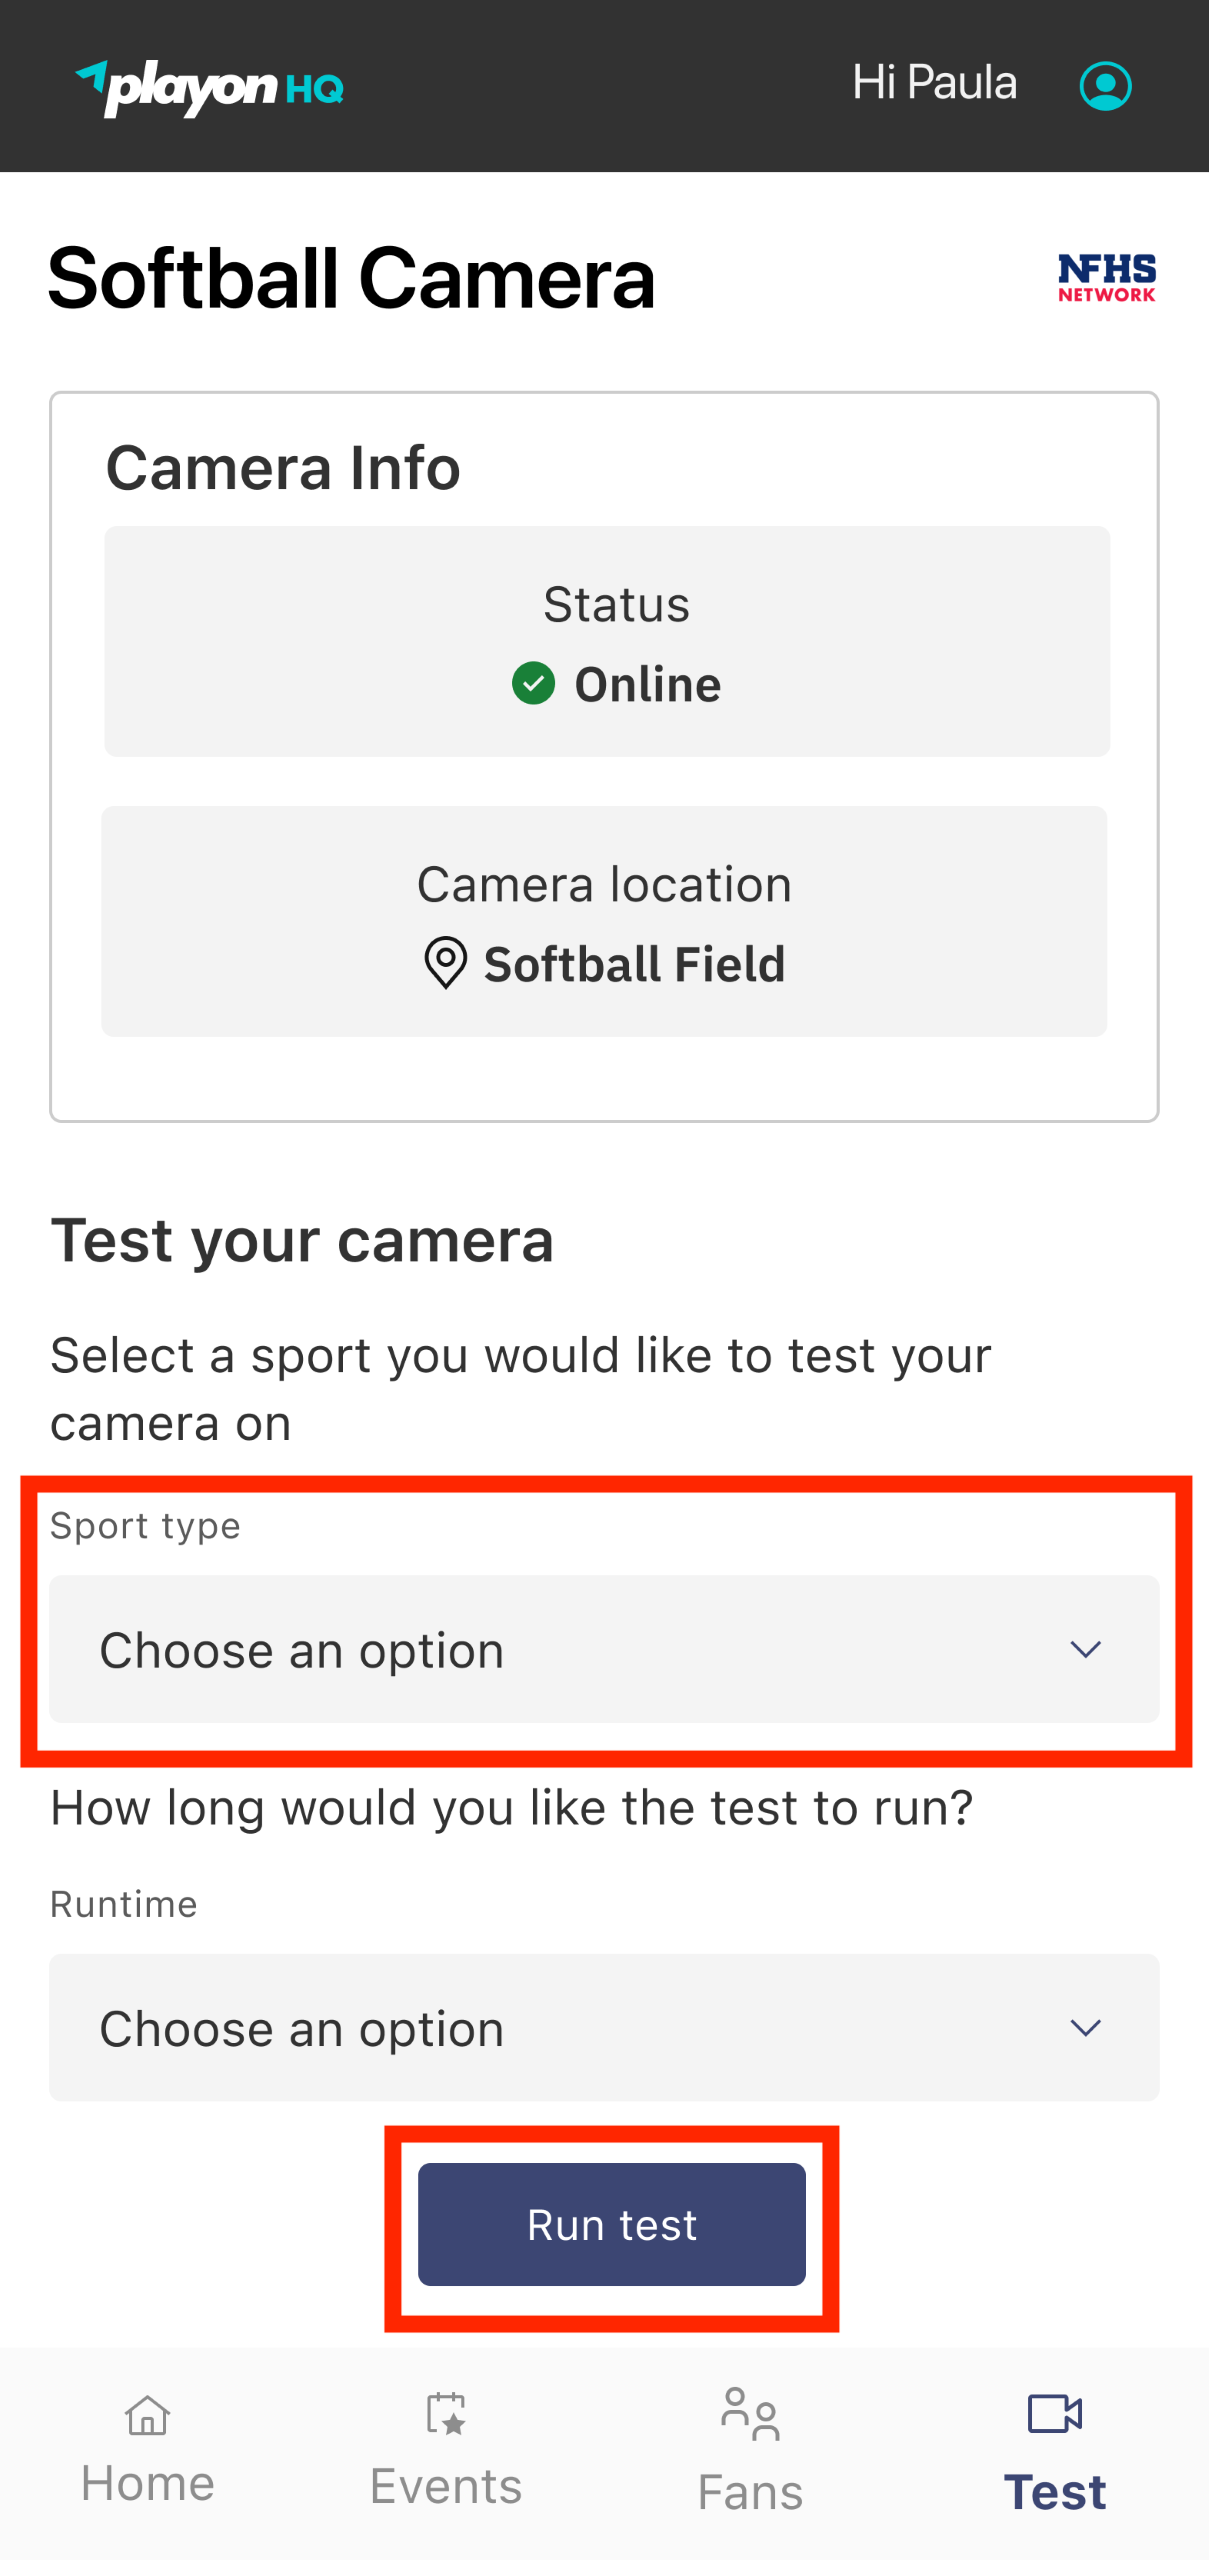 playon HQ
Hi Paula
Softball Camera
NFHS
NETWORK
Camera Info
Status
Online
Camera location
Softball Field
Test your camera
Select a sport you would like to test your
camera on
Sport type
Choose an option
How long would you like the test to run?
Runtime
Choose an option
Run test
Home
Events
Fans
Test